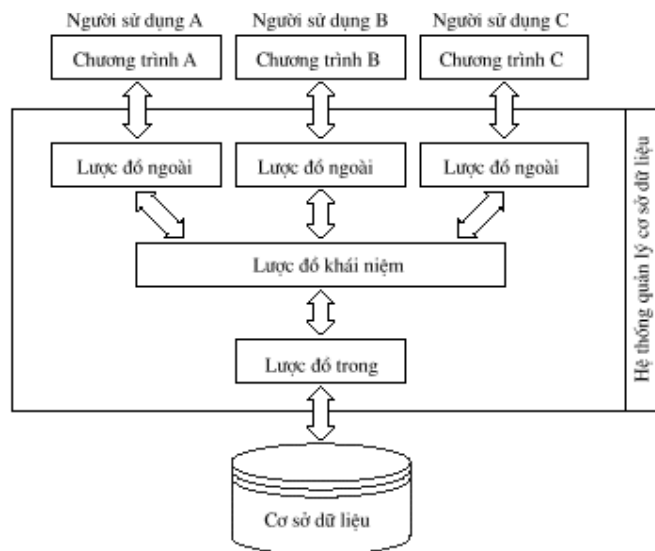 Người sử dụng A
Người sử dụng B
Người sử dụng C
Chương trình A
Chương trình B
Chương trình C
Lược đồ ngoài
Lược đồ ngoài
Lược đồ ngoài
Lược đồ khái niệm
Lược đồ trong
Hệ thống quản lý cơ sở dữ liệu
Cơ sở dữ liệu